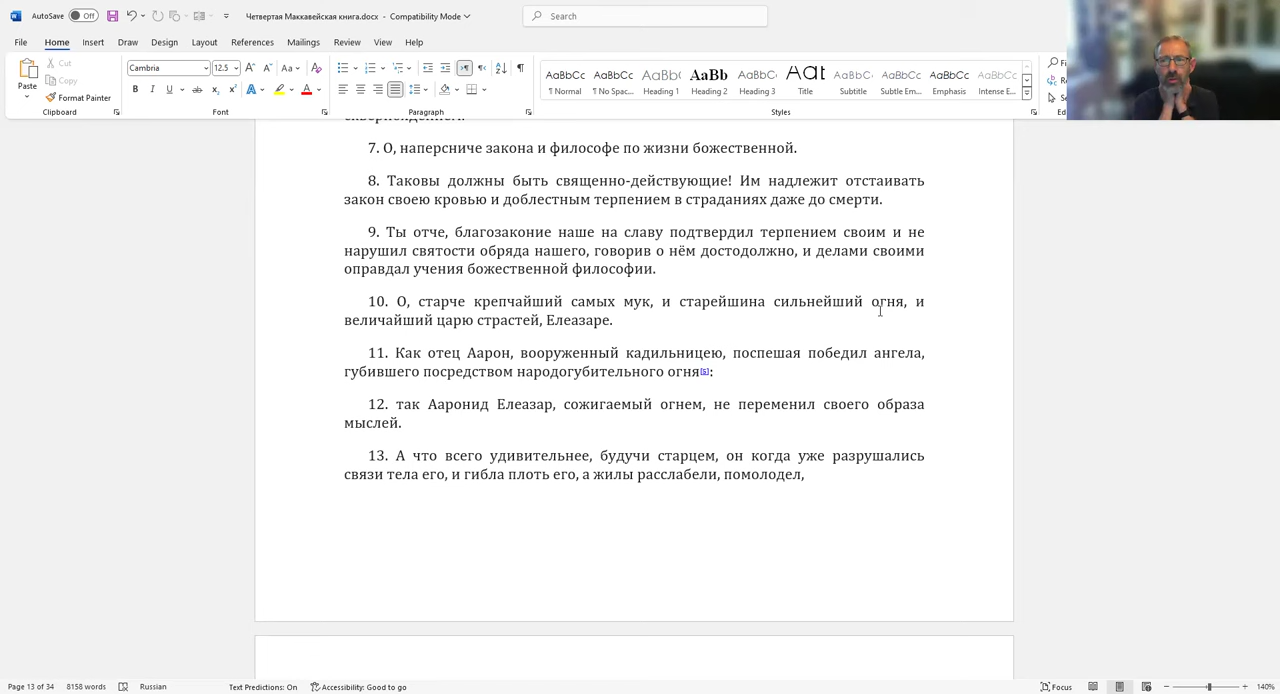 AutoSave Off Четвертая Маккавейская книга.docx - Compatibility Mode Search
File Home Insert Draw Design Layout References Mailings Review View Help
Paste Cut Copy Format Painter
Cambria 12.5
AaBbCc AaBbCc AaBbC AaBb AaBbCc AaBbCc AaBbCc AaBbCc AaBbCc
Normal No Spac... Heading 1 Heading 2 Heading 3 Title Subtitle Subtle Em... Emphasis Intense E...
Clipboard Font Paragraph Styles
7. О, наперсниче закона и философе по жизни божественной.
8. Таковы должны быть священно-действующие! Им надлежит отстаивать
закон своею кровью и доблестным терпением в страданиях даже до смерти.
9. Ты отче, благозаконие наше на славу подтвердил терпением своим и не
нарушил святости обряда нашего, говорив о нём достодолжно, и делами своими
оправдал учения божественной философии.
10. О, старче крепчайший самых мук, и старейшина сильнейший огня, и
величайший царю страстей, Елеазаре.
11. Как отец Аарон, вооруженный кадильницею, поспешая победил ангела,
губившего посредством народогубительного огня[5]:
12. так Ааронид Елеазар, сожигаемый огнем, не переменил своего образа
мыслей.
13. А что всего удивительнее, будучи старцем, он когда уже разрушались
связи тела его, и гибла плоть его, а жилы расслабели, помолодел,
Page 13 of 34 8158 words Russian Text Predictions: On Accessibility: Good to go Focus 140%